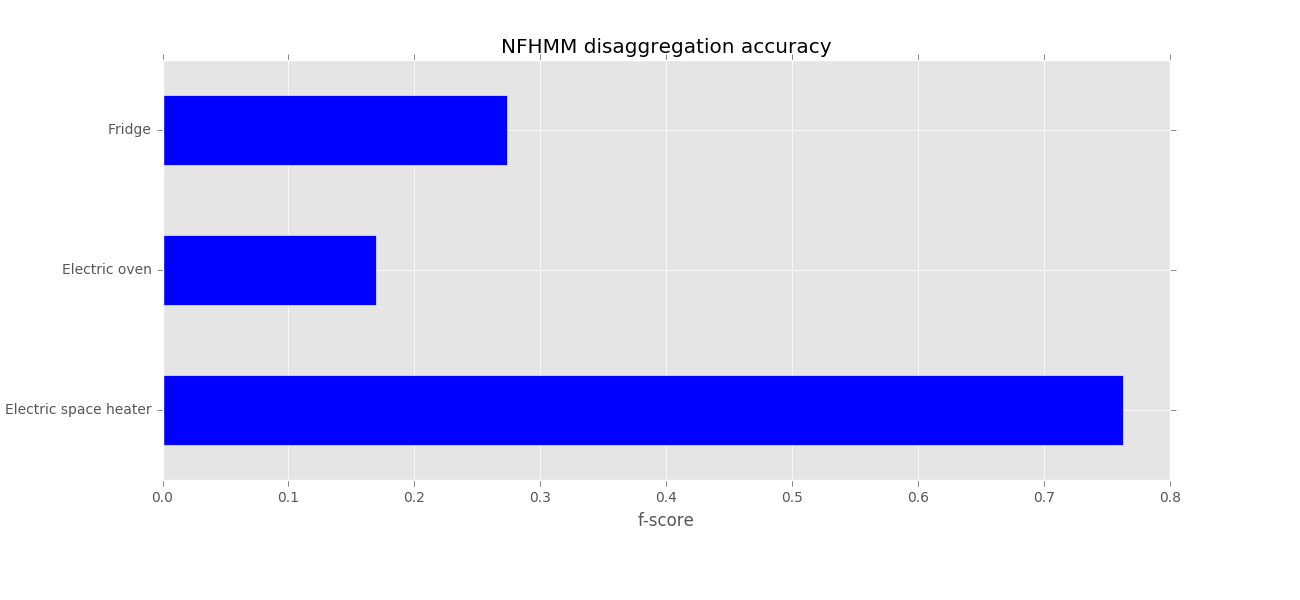 NFHMM disaggregation accuracy
Fridge
Electric oven
Electric space heater
0.0 0.1 0.2 0.3 0.4 0.5 0.6 0.7 0.8
f-score